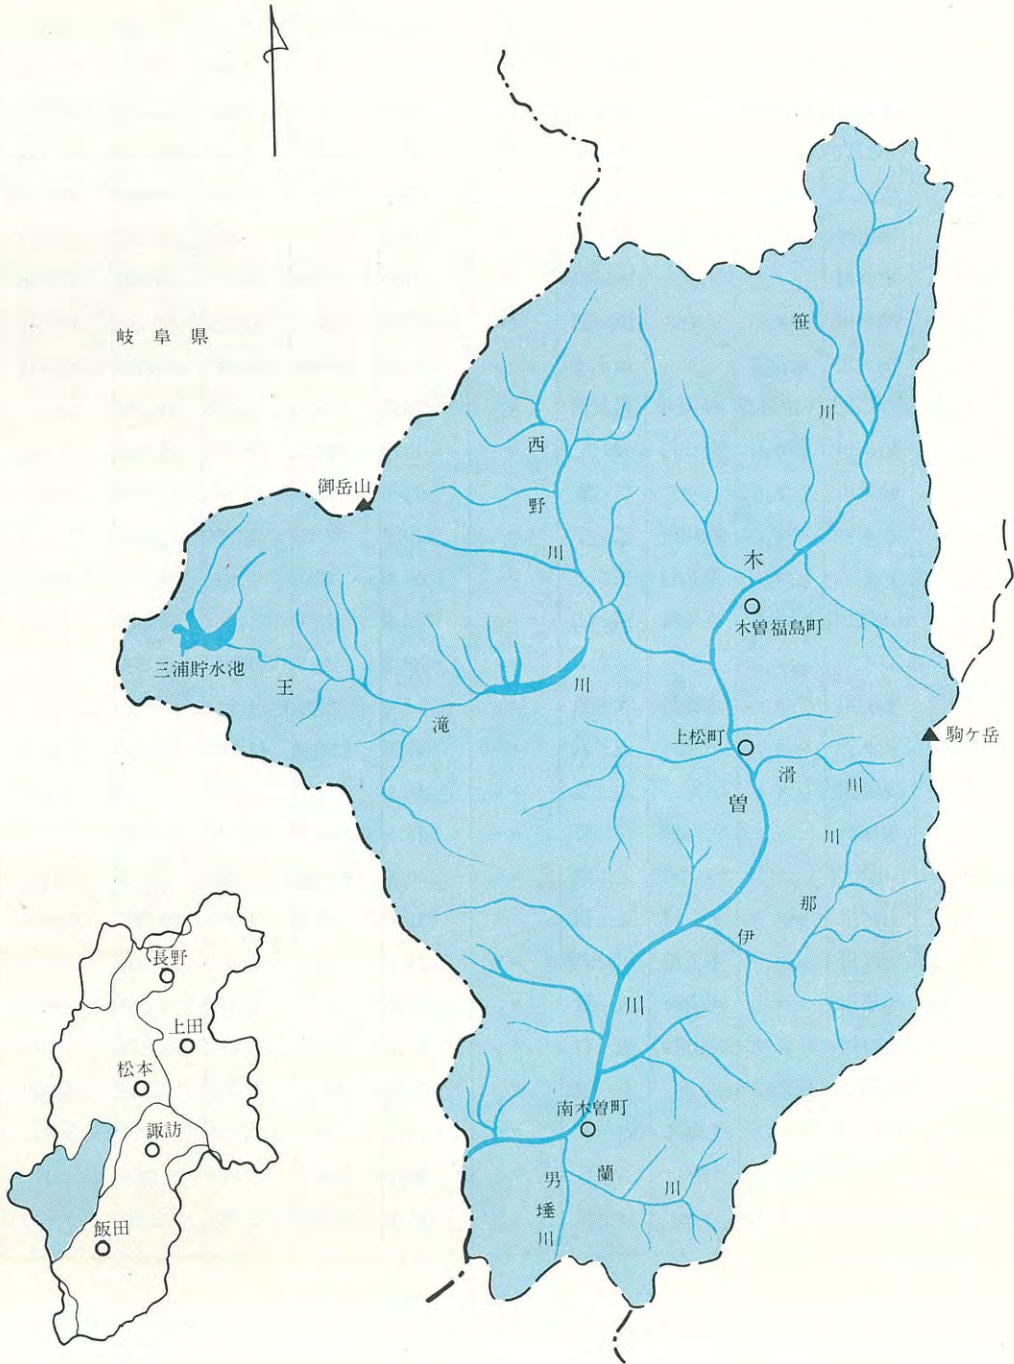 岐阜県
笹川
西野川
御岳山
木曽川
木曽福島町
三浦貯水池
王滝川
上松町
駒ケ岳
滑川
伊那川
南木曽町
蘭川
男埵川
長野
上田
松本
諏訪
飯田